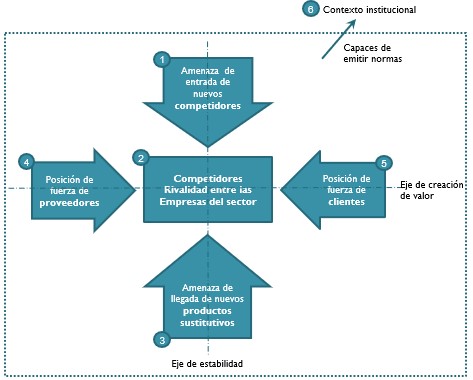 6 Contexto institucional
Capaces de
emitir normas
1
Amenaza de
entrada de
nuevos
competidores
4
Posición de
fuerza de
proveedores
2
Competidores
Rivalidad entre las
Empresas del sector
5
Posición de
fuerza de
clientes
Eje de creación
de valor
Amenaza de
llegada de nuevos
productos
sustitutivos
3
Eje de estabilidad